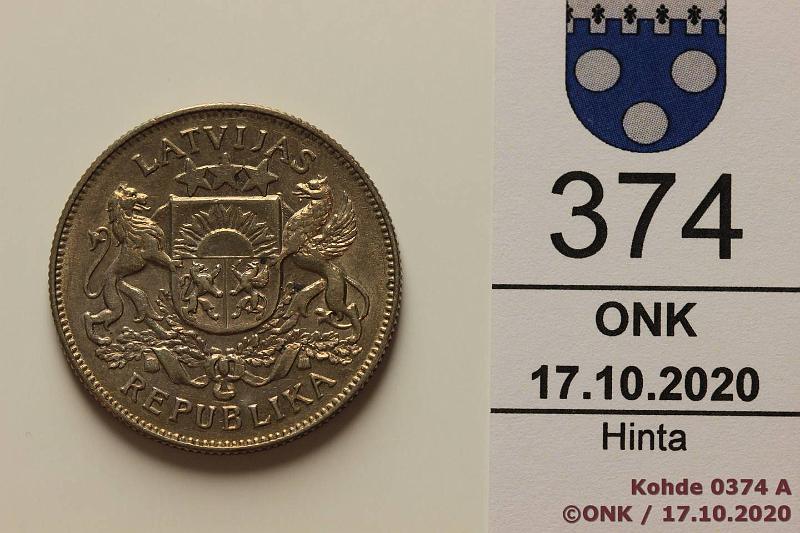 LATVIJAS
REPUBLIKA
374
ONK
17.10.2020
Hinta
Kohde 0374 A
©ONK / 17.10.2020